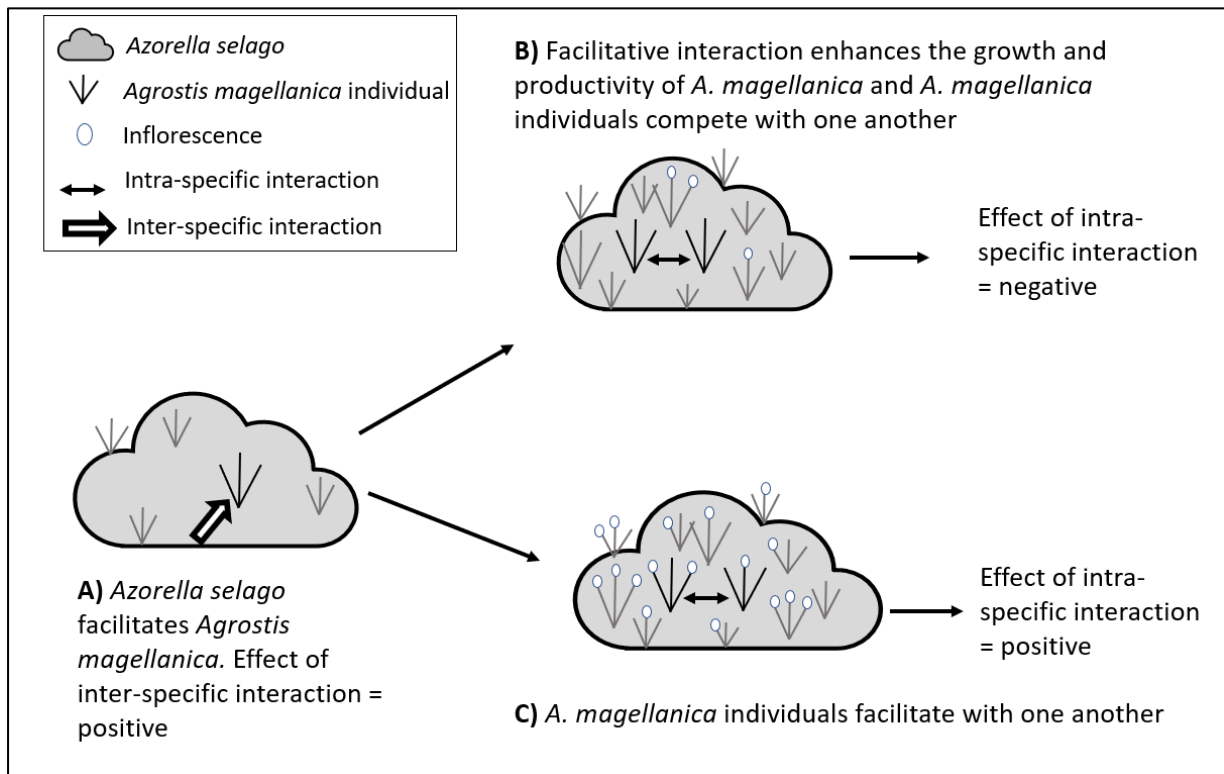 Azorella selago
Agrostis magellanica individual
Inflorescence
Intra-specific interaction
Inter-specific interaction
B) Facilitative interaction enhances the growth and
productivity of A. magellanica and A. magellanica
individuals compete with one another
Effect of intra-
specific interaction
= negative
A) Azorella selago
facilitates Agrostis
magellanica. Effect of
inter-specific interaction =
positive
Effect of intra-
specific interaction
= positive
C) A. magellanica individuals facilitate with one another